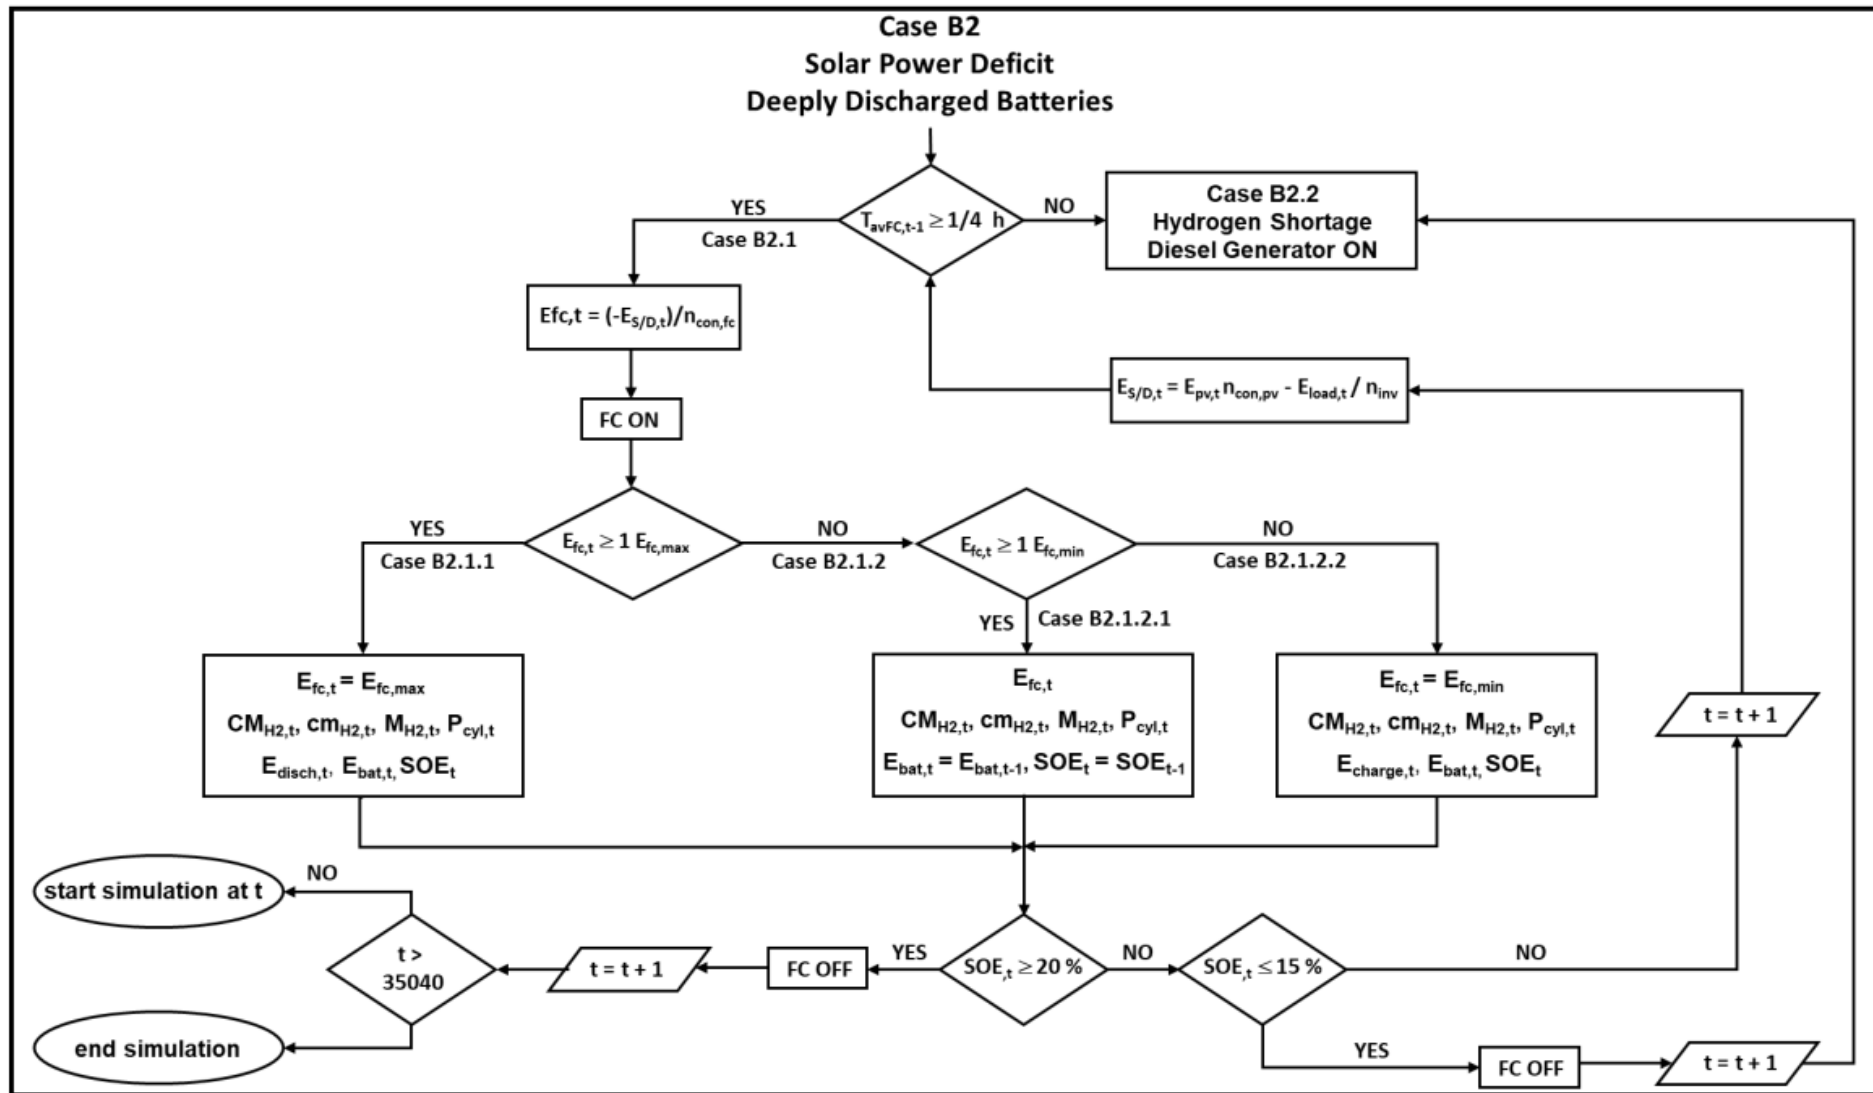 Case B2
Solar Power Deficit
Deeply Discharged Batteries
T_avFC,t-1 ≥ 1/4 h
YES
Case B2.1
NO
Case B2.2
Hydrogen Shortage
Diesel Generator ON
Efc,t = (-E_S/D,t)/n_con,fc
E_S/D,t = E_pv,t n_con,pv - E_load,t / n_inv
FC ON
E_fc,t ≥ 1 E_fc,max
YES
Case B2.1.1
NO
Case B2.1.2
E_fc,t ≥ 1 E_fc,min
NO
Case B2.1.2.2
YES
Case B2.1.2.1
E_fc,t = E_fc,max
CM_H2,t, cm_H2,t, M_H2,t, P_cyl,t
E_disch,t, E_bat,t, SOE_t
E_fc,t
CM_H2,t, cm_H2,t, M_H2,t, P_cyl,t
E_bat,t = E_bat,t-1, SOE_t = SOE_t-1
E_fc,t = E_fc,min
CM_H2,t, cm_H2,t, M_H2,t, P_cyl,t
E_charge,t, E_bat,t, SOE_t
t = t + 1
start simulation at t
NO
t >
35040
end simulation
t = t + 1
FC OFF
YES
SOE,t ≥ 20 %
NO
SOE,t ≤ 15 %
NO
YES
FC OFF
t = t + 1